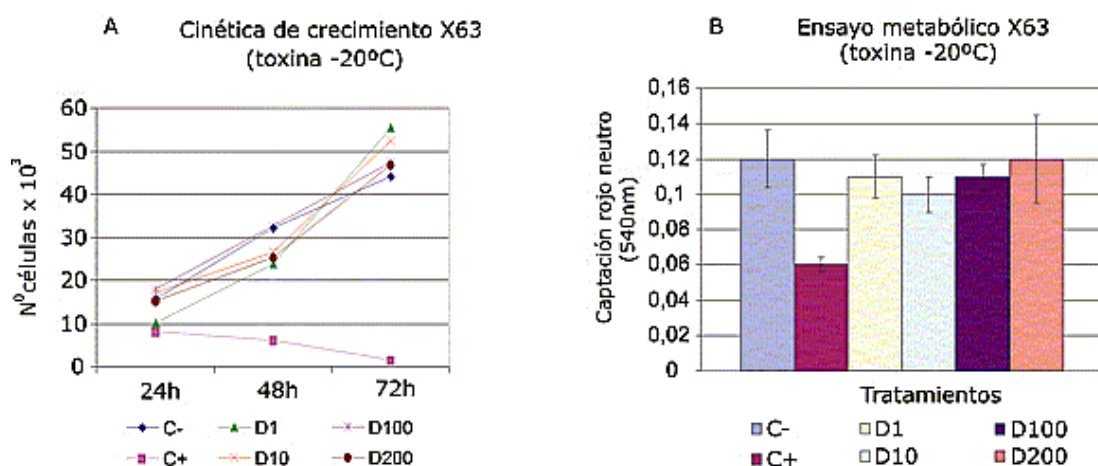 A
Cinética de crecimiento X63
(toxina -20ºC)
NºCélulas x 10³
60
50
40
30
20
10
0
24h 48h 72h
C- D1 D100
C+ D10 D200
B
Ensayo metabólico X63
(toxina -20ºC)
Captación rojo neutro
(540nm)
0,16
0,14
0,12
0,1
0,08
0,06
0,04
0,02
0
Tratamientos
C- D1 D100
C+ D10 D200